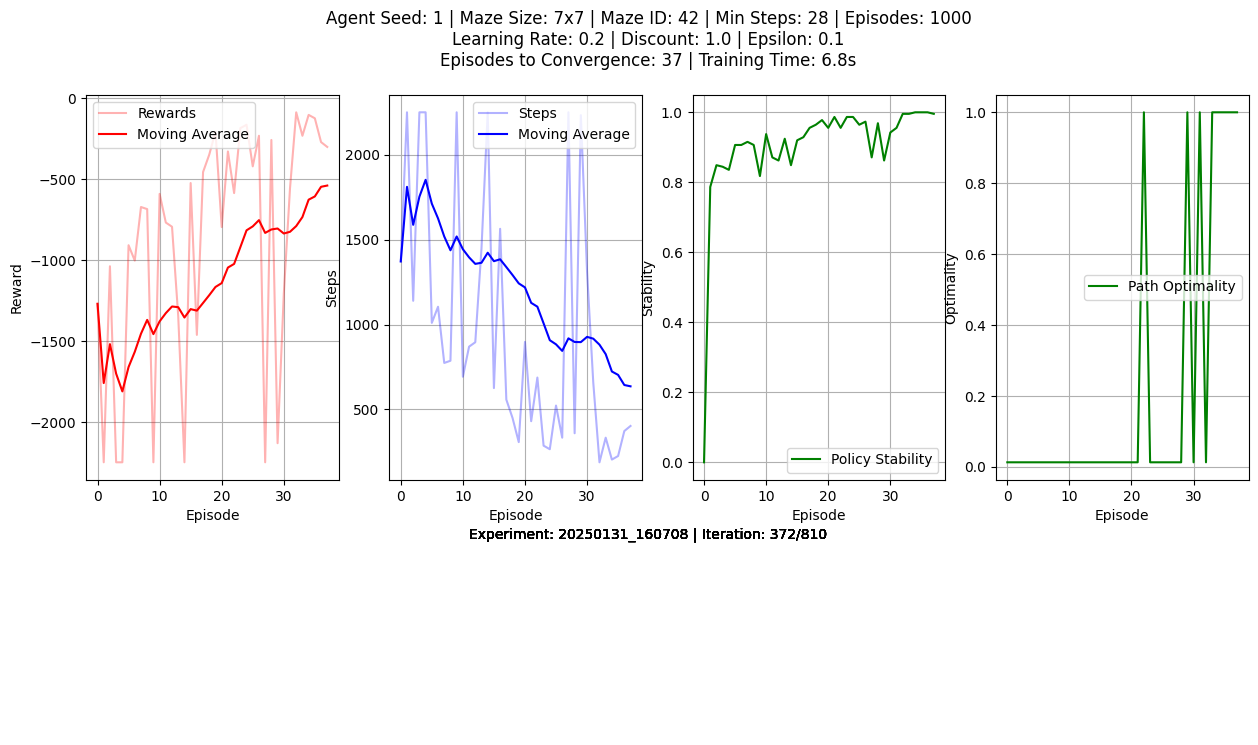 Agent Seed: 1 | Maze Size: 7x7 | Maze ID: 42 | Min Steps: 28 | Episodes: 1000
Learning Rate: 0.2 | Discount: 1.0 | Epsilon: 0.1
Episodes to Convergence: 37 | Training Time: 6.8s
Rewards
Moving Average
0
−500
−1000
−1500
−2000
Reward
0
10
20
30
Episode
Steps
Moving Average
2000
1500
1000
500
Steps
0
10
20
30
Episode
1.0
0.8
0.6
0.4
0.2
0.0
Stability
Policy Stability
0
10
20
30
Episode
1.0
0.8
0.6
0.4
0.2
0.0
Optimality
Path Optimality
0
10
20
30
Episode
Experiment: 20250131_160708 | Iteration: 372/810